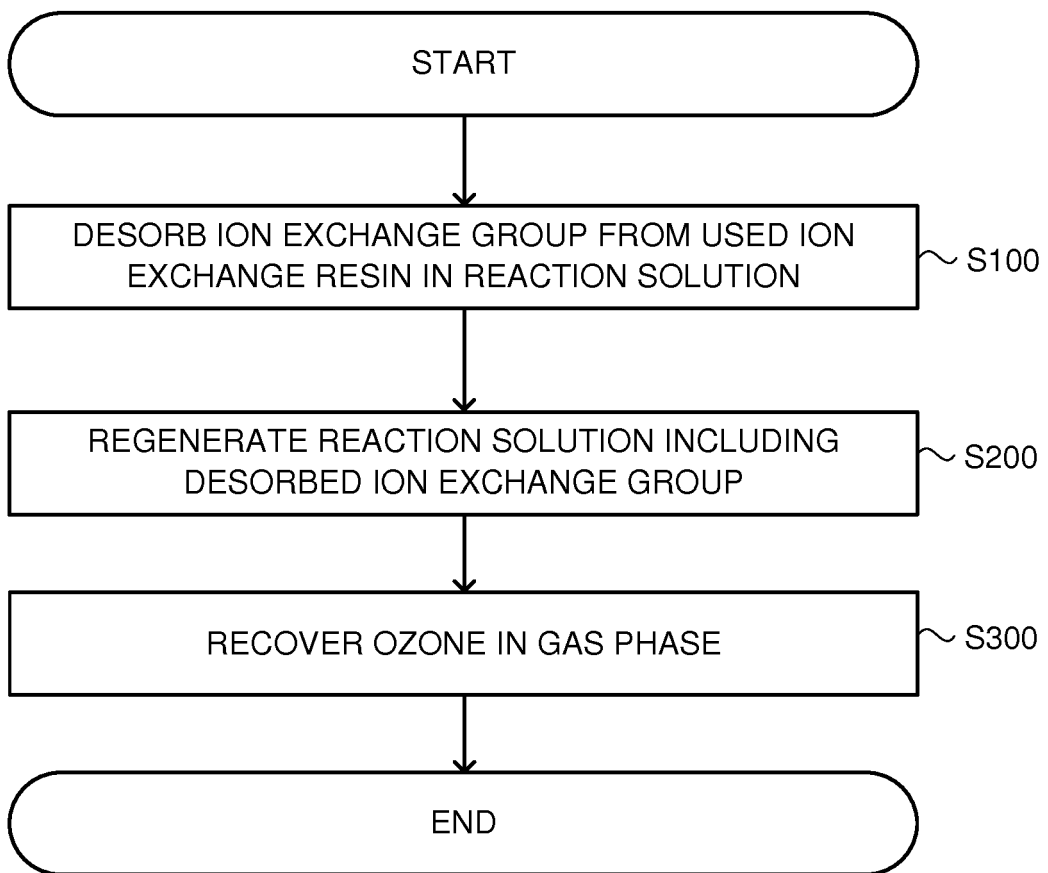 START
DESORB ION EXCHANGE GROUP FROM USED ION
EXCHANGE RESIN IN REACTION SOLUTION
S100
REGENERATE REACTION SOLUTION INCLUDING
DESORBED ION EXCHANGE GROUP
S200
RECOVER OZONE IN GAS PHASE
S300
END